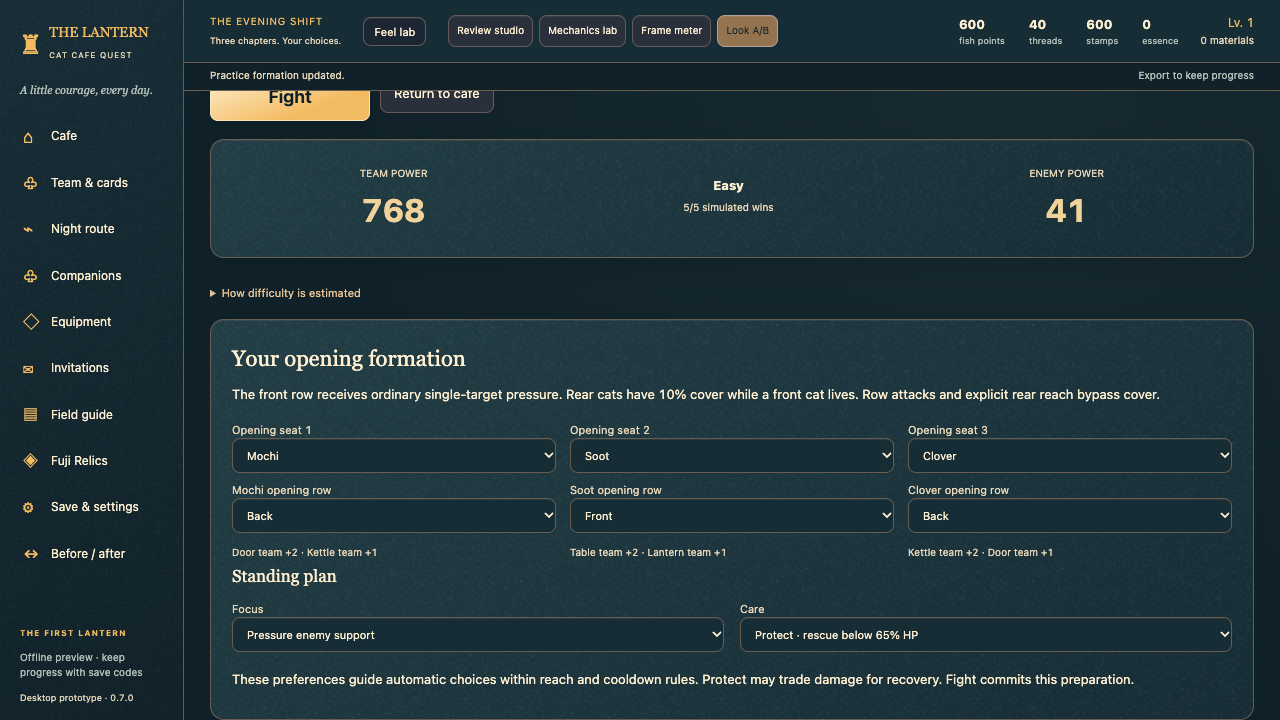 THE LANTERN
CAT CAFE QUEST
A little courage, every day.
Cafe
Team & cards
Night route
Companions
Equipment
Invitations
Field guide
Fuji Relics
Save & settings
Before / after
THE FIRST LANTERN
Offline preview · keep
progress with save codes
Desktop prototype · 0.7.0
THE EVENING SHIFT
Three chapters. Your choices.
Feel lab
Review studio
Mechanics lab
Frame meter
Look A/B
600
fish points
40
threads
600
stamps
0
essence
Lv. 1
0 materials
Practice formation updated.
Export to keep progress
Fight
Return to cafe
TEAM POWER
768
Easy
5/5 simulated wins
ENEMY POWER
41
How difficulty is estimated
Your opening formation
The front row receives ordinary single-target pressure. Rear cats have 10% cover while a front cat lives. Row attacks and explicit rear reach bypass cover.
Opening seat 1
Opening seat 2
Opening seat 3
Mochi
Soot
Clover
Mochi opening row
Soot opening row
Clover opening row
Back
Front
Back
Door team +2 · Kettle team +1
Table team +2 · Lantern team +1
Kettle team +2 · Door team +1
Standing plan
Focus
Care
Pressure enemy support
Protect · rescue below 65% HP
These preferences guide automatic choices within reach and cooldown rules. Protect may trade damage for recovery. Fight commits this preparation.